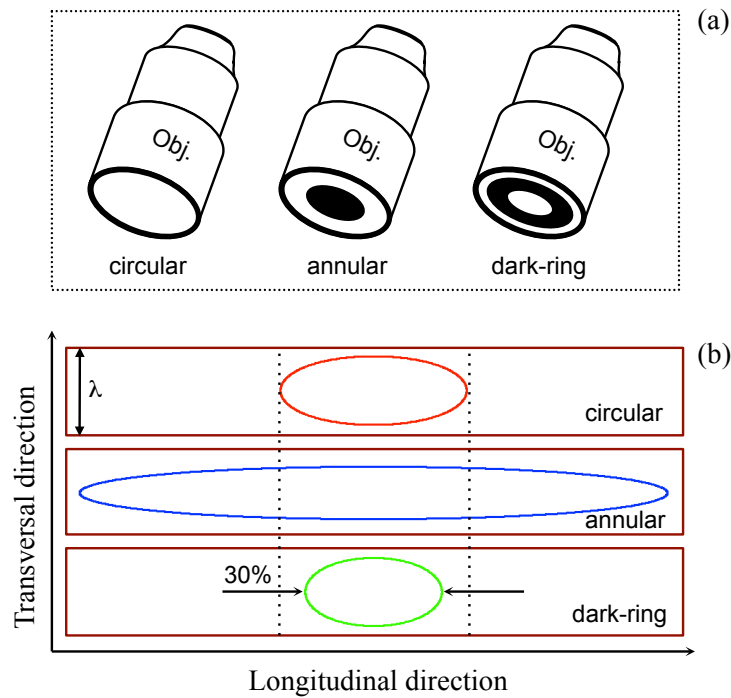 (a)
Obj.
Obj.
Obj.
circular
annular
dark-ring
(b)
Transversal direction
λ
circular
annular
30%
dark-ring
Longitudinal direction